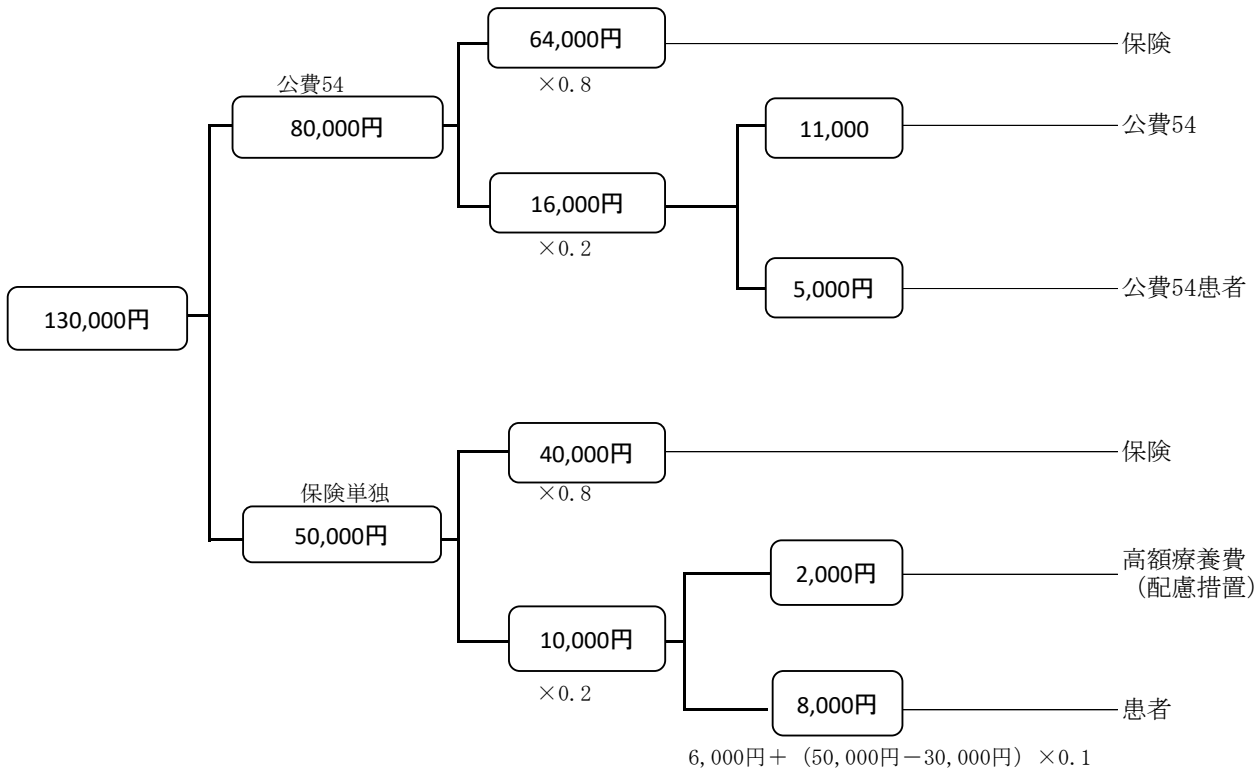 130,000円
公費54
80,000円
64,000円
×0.8
保険
16,000円
×0.2
11,000
公費54
5,000円
公費54患者
保険単独
50,000円
40,000円
×0.8
保険
10,000円
×0.2
2,000円
高額療養費
（配慮措置）
8,000円
患者
6,000円＋（50,000円－30,000円）×0.1